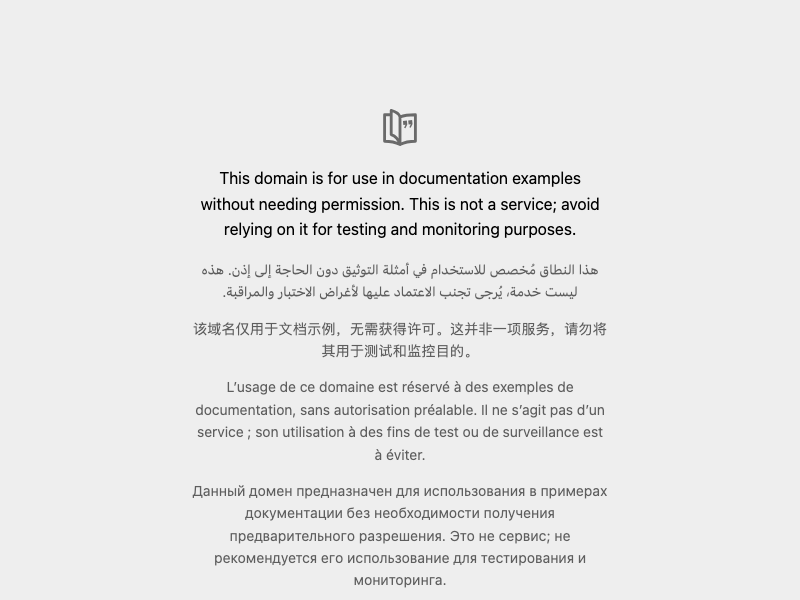 This domain is for use in documentation examples
without needing permission. This is not a service; avoid
relying on it for testing and monitoring purposes.
هذا النطاق مُخصص للاستخدام في أمثلة التوثيق دون الحاجة إلى إذن. هذه
ليست خدمة، يُرجى تجنب الاعتماد عليها لأغراض الاختبار والمراقبة.
该域名仅用于文档示例，无需获得许可。这并非一项服务，请勿将
其用于测试和监控目的。
L’usage de ce domaine est réservé à des exemples de
documentation, sans autorisation préalable. Il ne s’agit pas d’un
service ; son utilisation à des fins de test ou de surveillance est
à éviter.
Данный домен предназначен для использования в примерах
документации без необходимости получения
предварительного разрешения. Это не сервис; не
рекомендуется его использование для тестирования и
мониторинга.